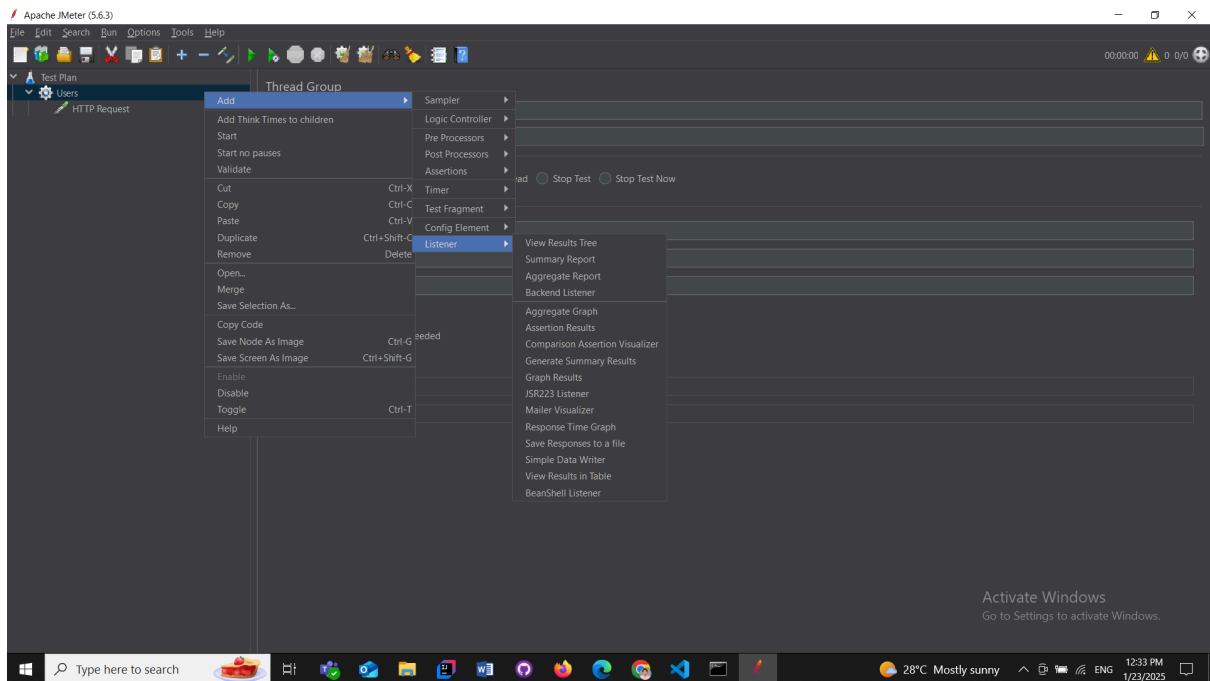 Apache JMeter (5.6.3)
File Edit Search Run Options Tools Help
00:00:00 0 0/0
Test Plan
Users
HTTP Request
Thread Group
Add
Add Think Times to children
Start
Start no pauses
Validate
Cut Ctrl-X
Copy Ctrl-C
Paste Ctrl-V
Duplicate Ctrl+Shift-C
Remove Delete
Open...
Merge
Save Selection As...
Copy Code
Save Node As Image Ctrl-G
Save Screen As Image Ctrl+Shift-G
Enable
Disable
Toggle Ctrl-T
Help
Sampler
Logic Controller
Pre Processors
Post Processors
Assertions
Timer
Test Fragment
Config Element
Listener
ead Stop Test Stop Test Now
eeded
View Results Tree
Summary Report
Aggregate Report
Backend Listener
Aggregate Graph
Assertion Results
Comparison Assertion Visualizer
Generate Summary Results
Graph Results
JSR223 Listener
Mailer Visualizer
Response Time Graph
Save Responses to a file
Simple Data Writer
View Results in Table
BeanShell Listener
Activate Windows
Go to Settings to activate Windows.
Type here to search
28°C Mostly sunny
ENG
12:33 PM
1/23/2025